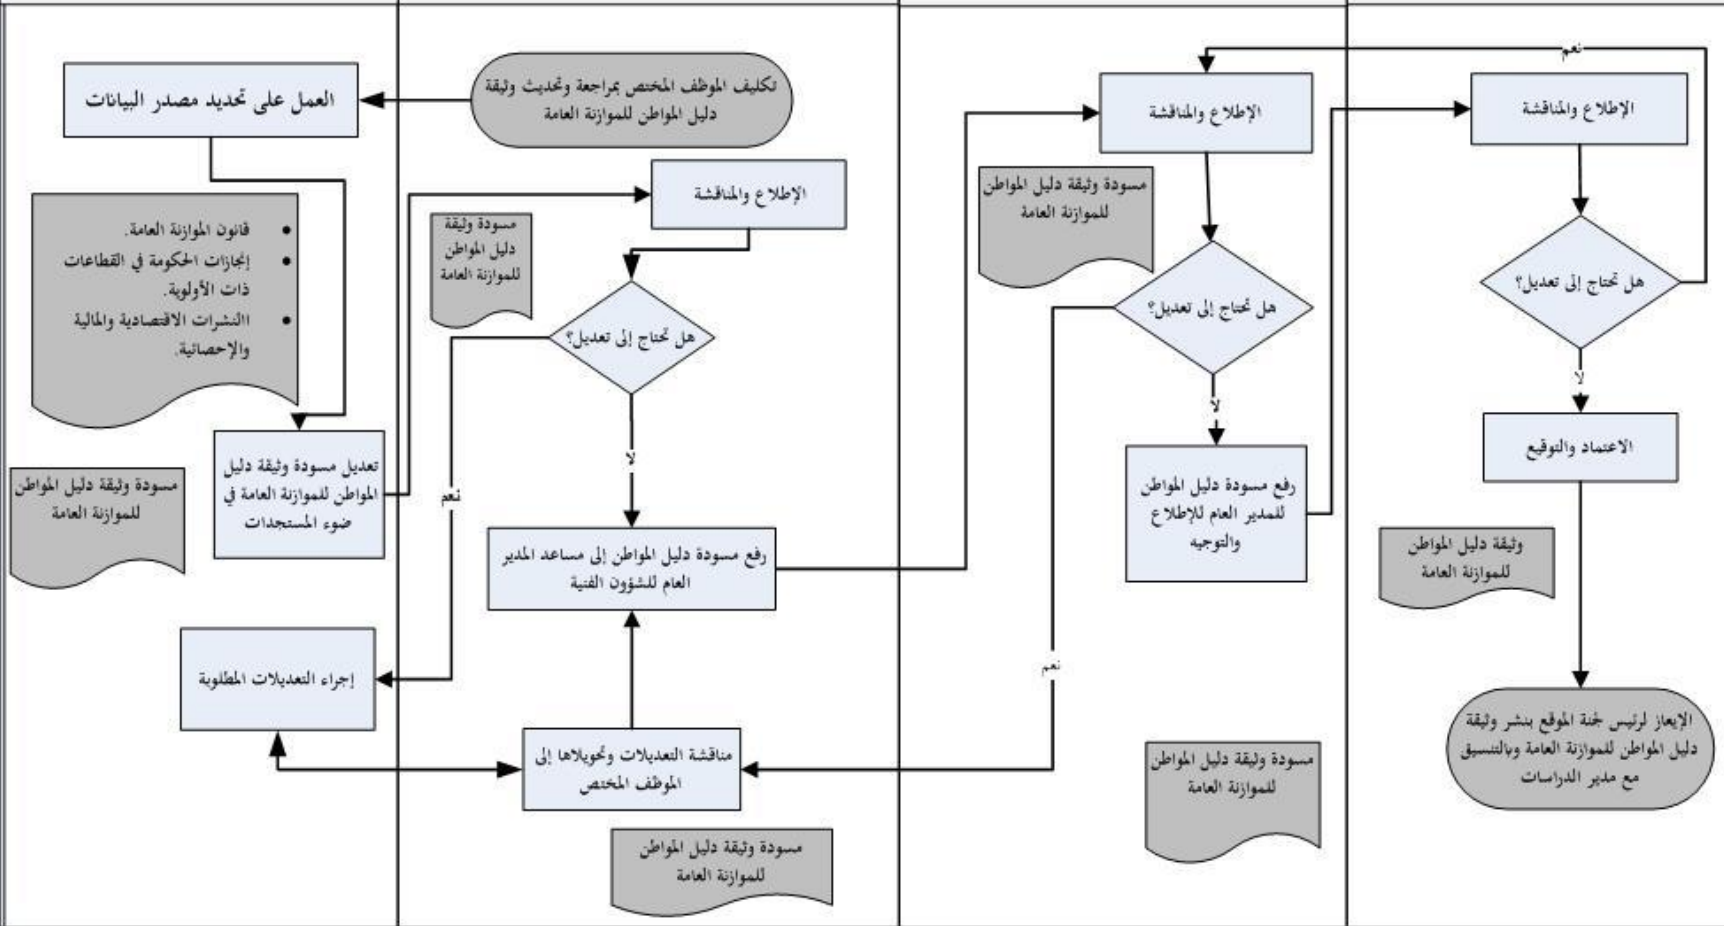 تكليف الموظف المختص بمراجعة وتحديث وثيقة
دليل المواطن للموازنة العامة
العمل على تحديد مصدر البيانات
قانون الموازنة العامة.
إنجازات الحكومة في القطاعات
ذات الأولوية.
االنشرات الاقتصادية والمالية
والإحصائية.
تعديل مسودة وثيقة دليل
المواطن للموازنة العامة في
ضوء المستجدات
مسودة وثيقة دليل المواطن
للموازنة العامة
الإطلاع والمناقشة
مسودة وثيقة
دليل المواطن
للموازنة العامة
هل تحتاج إلى تعديل؟
نعم
لا
إجراء التعديلات المطلوبة
رفع مسودة دليل المواطن إلى مساعد المدير
العام للشؤون الفنية
مناقشة التعديلات وتحويلاها إلى
الموظف المختص
مسودة وثيقة دليل المواطن
للموازنة العامة
الإطلاع والمناقشة
مسودة وثيقة دليل المواطن
للموازنة العامة
هل تحتاج إلى تعديل؟
لا
نعم
رفع مسودة دليل المواطن
للمدير العام للإطلاع
والتوجيه
مسودة وثيقة دليل المواطن
للموازنة العامة
نعم
الإطلاع والمناقشة
هل تحتاج إلى تعديل؟
لا
الاعتماد والتوقيع
وثيقة دليل المواطن
للموازنة العامة
الإيعاز لرئيس لجنة الموقع بنشر وثيقة
دليل المواطن للموازنة العامة وبالتنسيق
مع مدير الدراسات